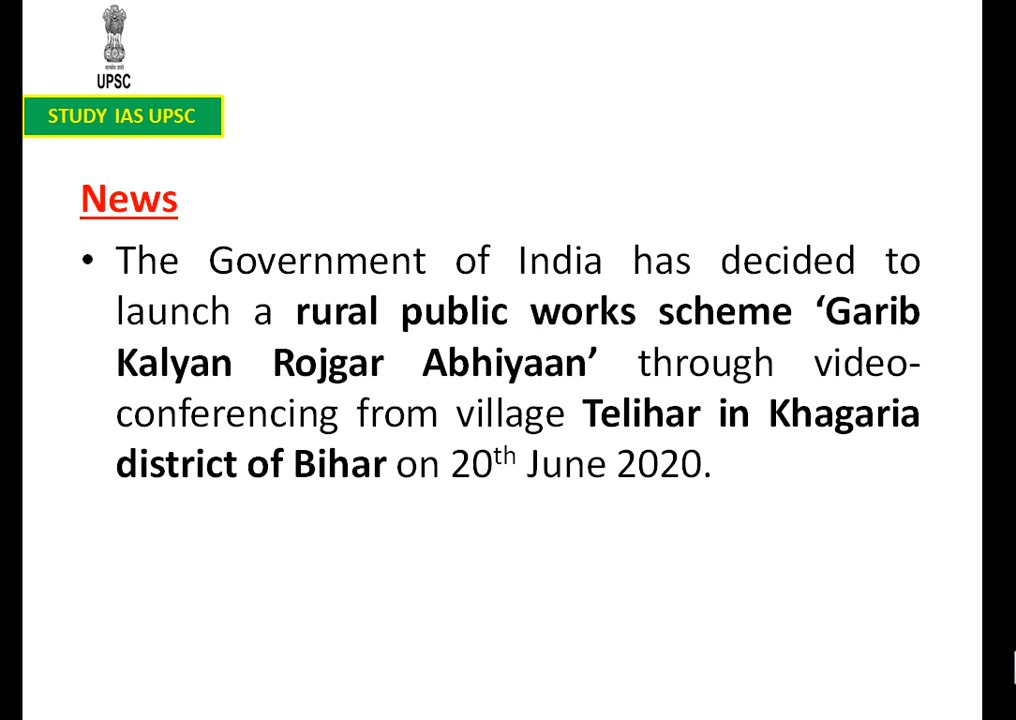 UPSC
STUDY IAS UPSC
News
• The Government of India has decided to
launch a rural public works scheme ‘Garib
Kalyan Rojgar Abhiyaan’ through video-
conferencing from village Telihar in Khagaria
district of Bihar on 20th June 2020.